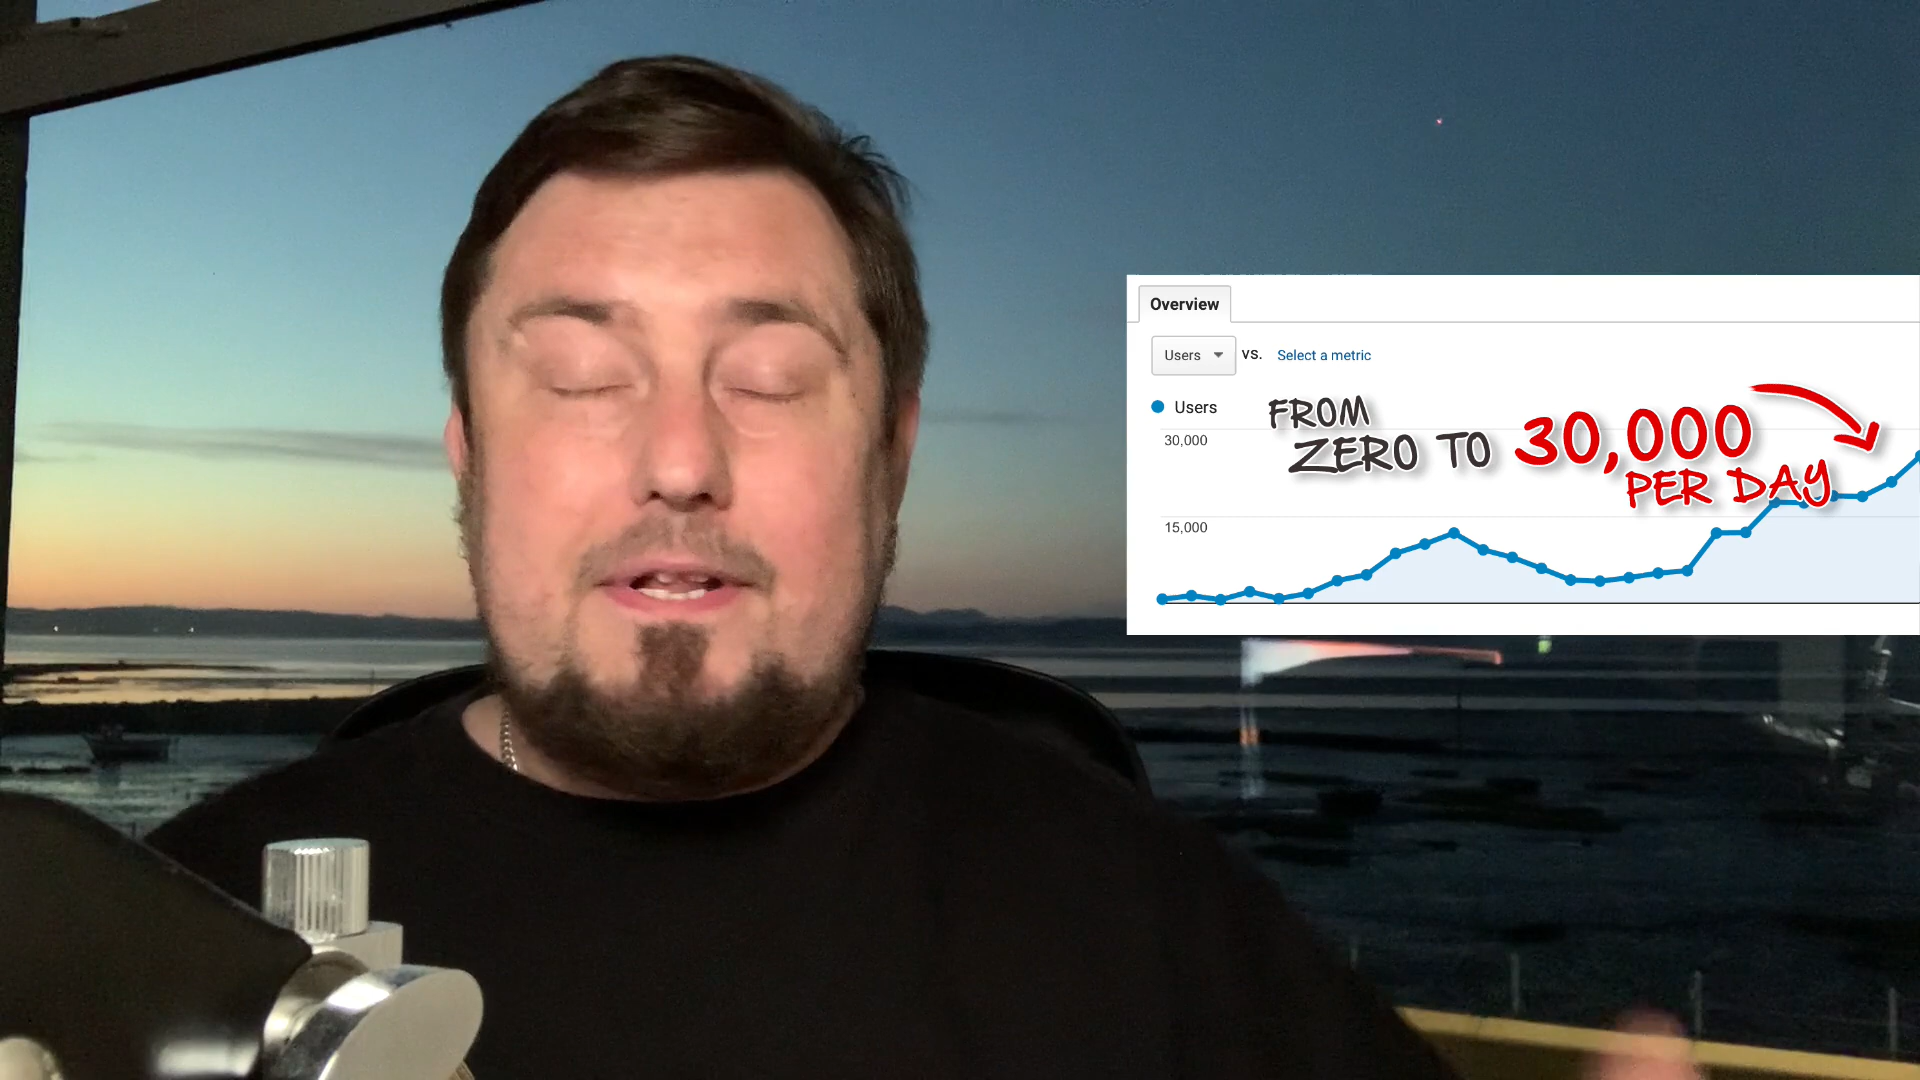 Overview
Users vs. Select a metric
Users
30,000
FROM
ZERO TO 30,000
PER DAY
15,000